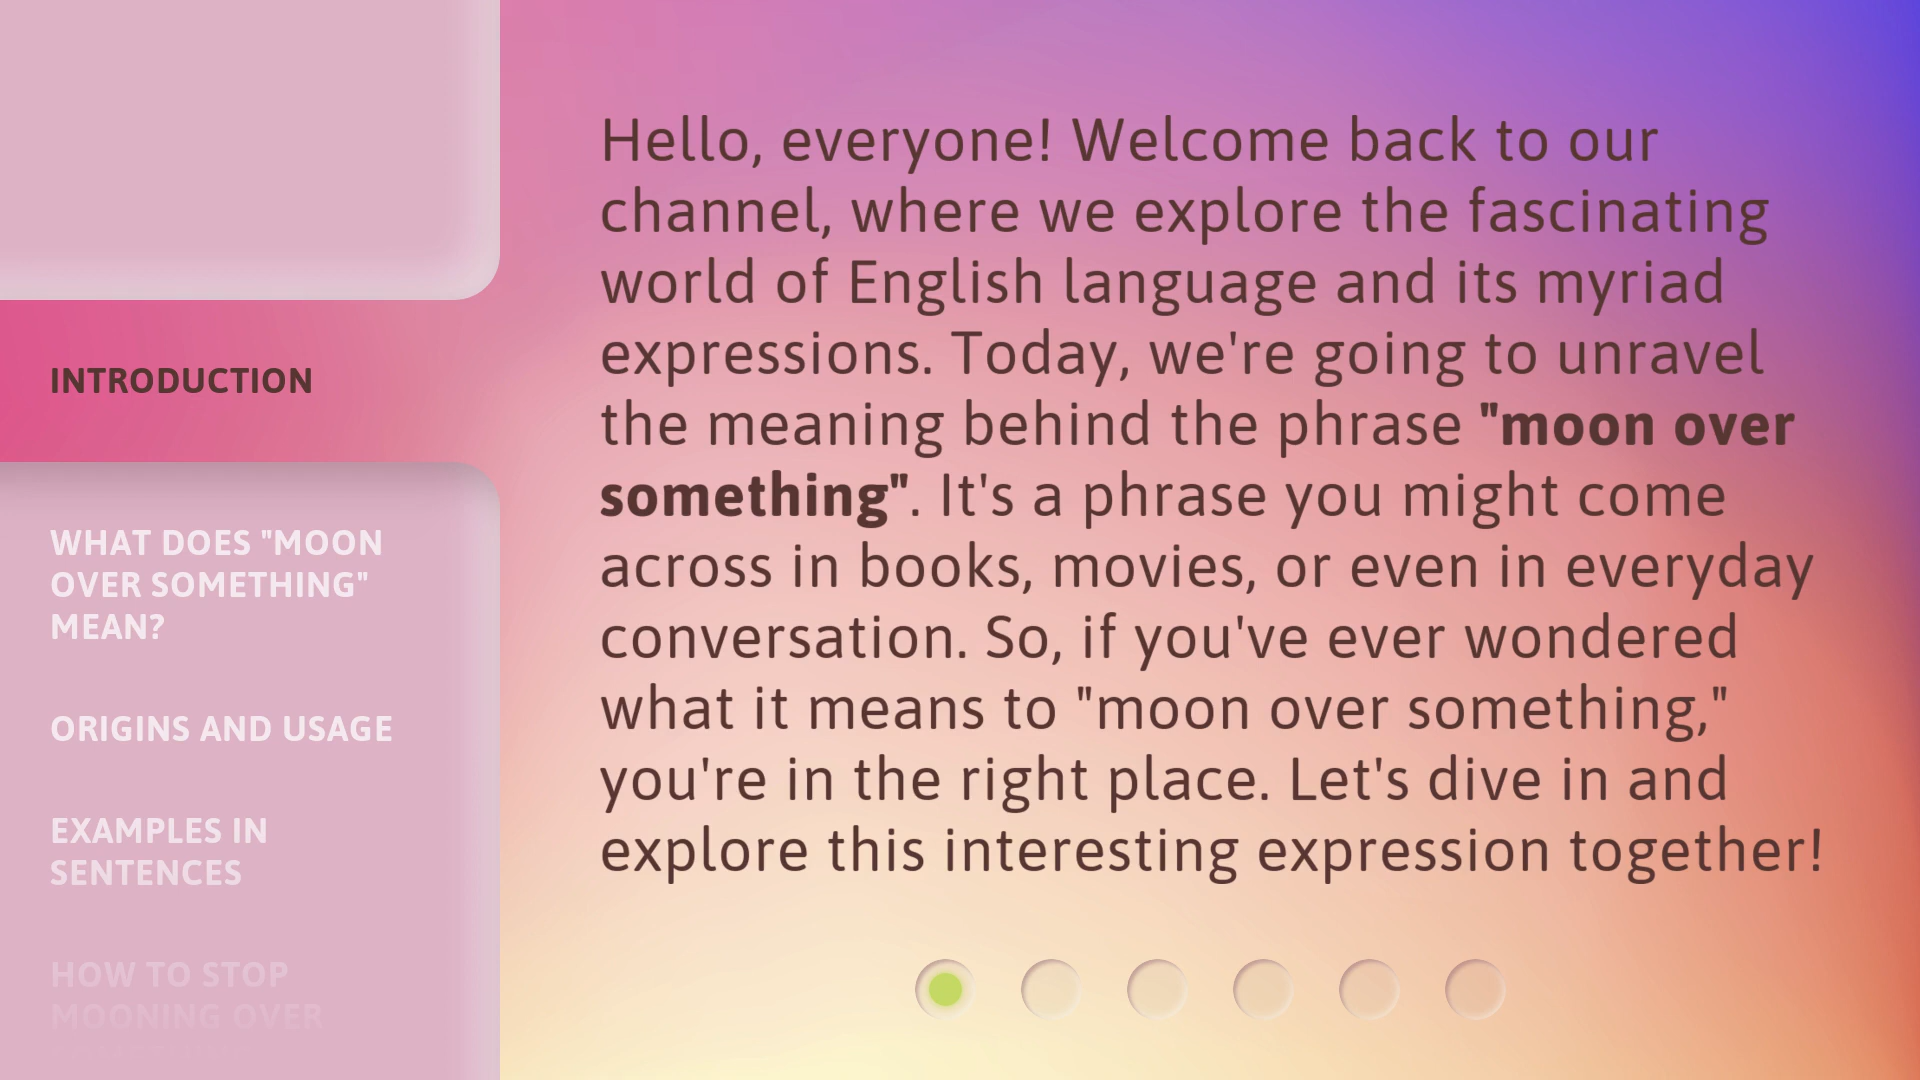 INTRODUCTION
WHAT DOES "MOON
OVER SOMETHING"
MEAN?
ORIGINS AND USAGE
EXAMPLES IN
SENTENCES
HOW TO STOP
MOONING OVER
Hello, everyone! Welcome back to our
channel, where we explore the fascinating
world of English language and its myriad
expressions. Today, we're going to unravel
the meaning behind the phrase "moon over
something". It's a phrase you might come
across in books, movies, or even in everyday
conversation. So, if you've ever wondered
what it means to "moon over something,"
you're in the right place. Let's dive in and
explore this interesting expression together!